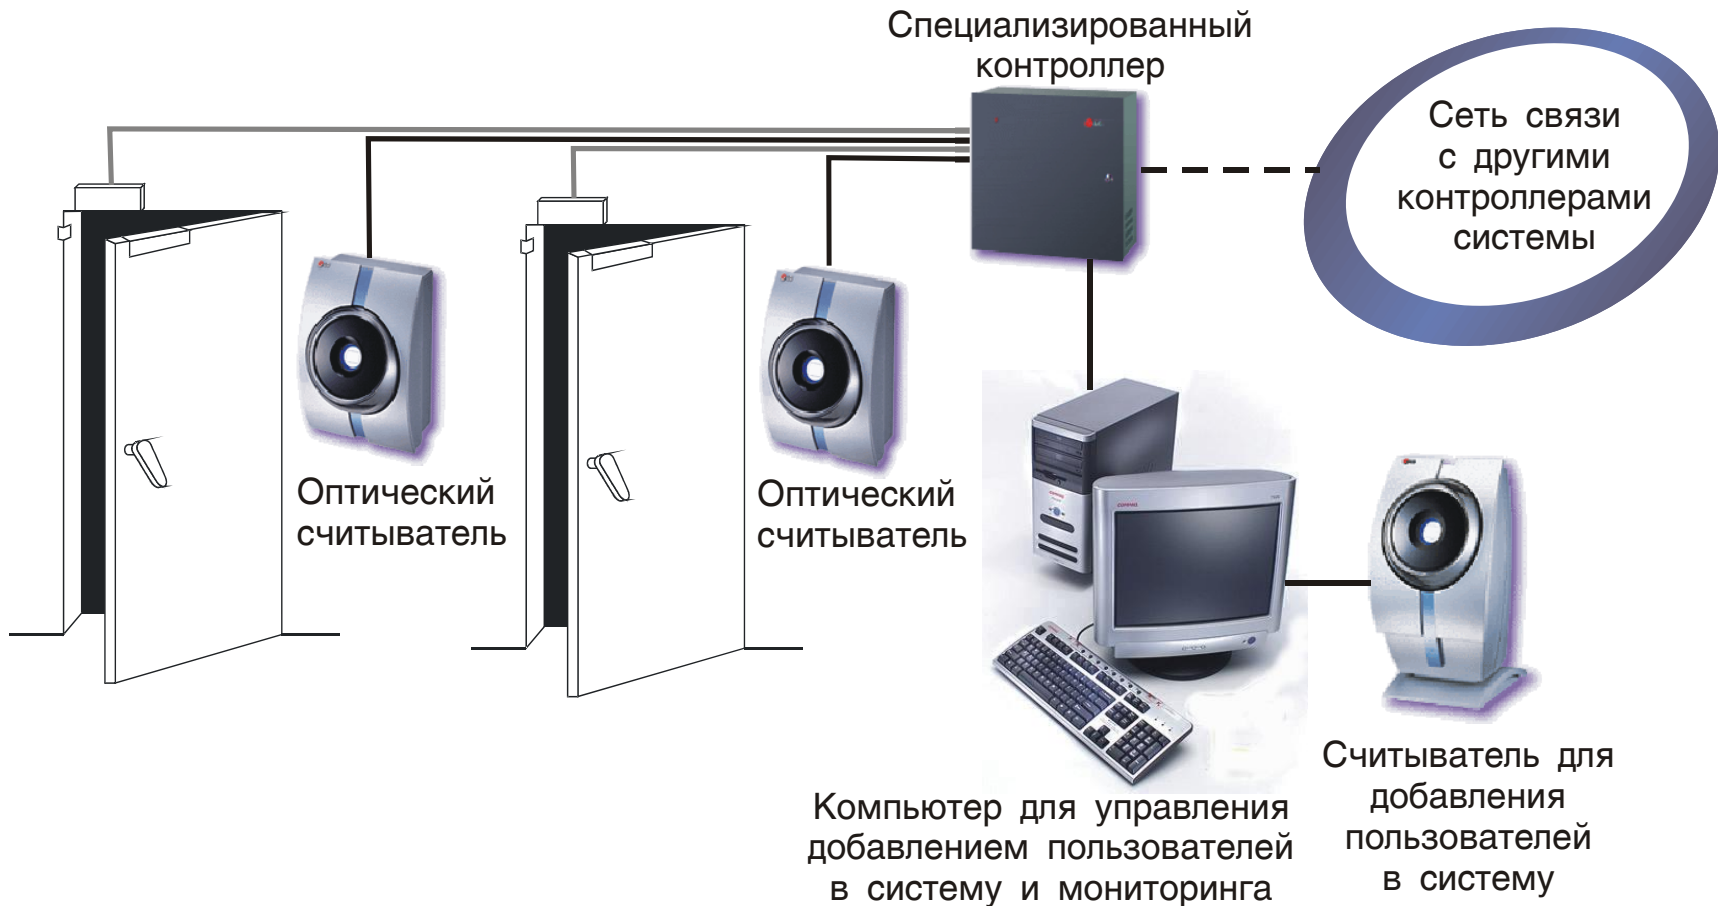 Специализированный
контроллер
Сеть связи
с другими
контроллерами
системы
Оптический
считыватель
Оптический
считыватель
Компьютер для управления
добавлением пользователей
в систему и мониторинга
Считыватель для
добавления
пользователей
в систему